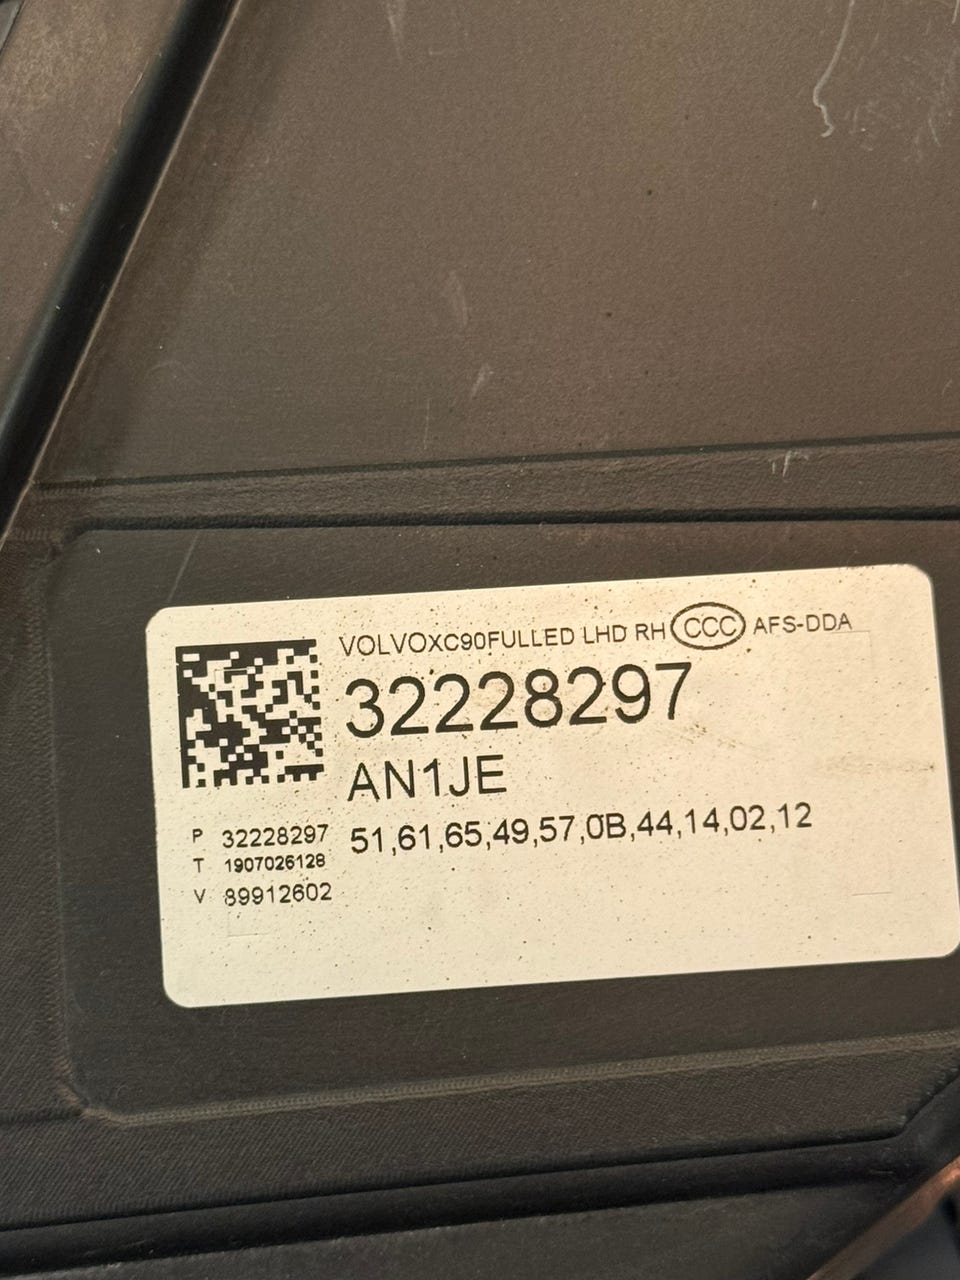 VOLVOXC90FULLED LHD RH CCC AFS-DDA
32228297
AN1JE
P 32228297 51,61,65,49,57,0B,44,14,02,12
T 1907026128
V 89912602